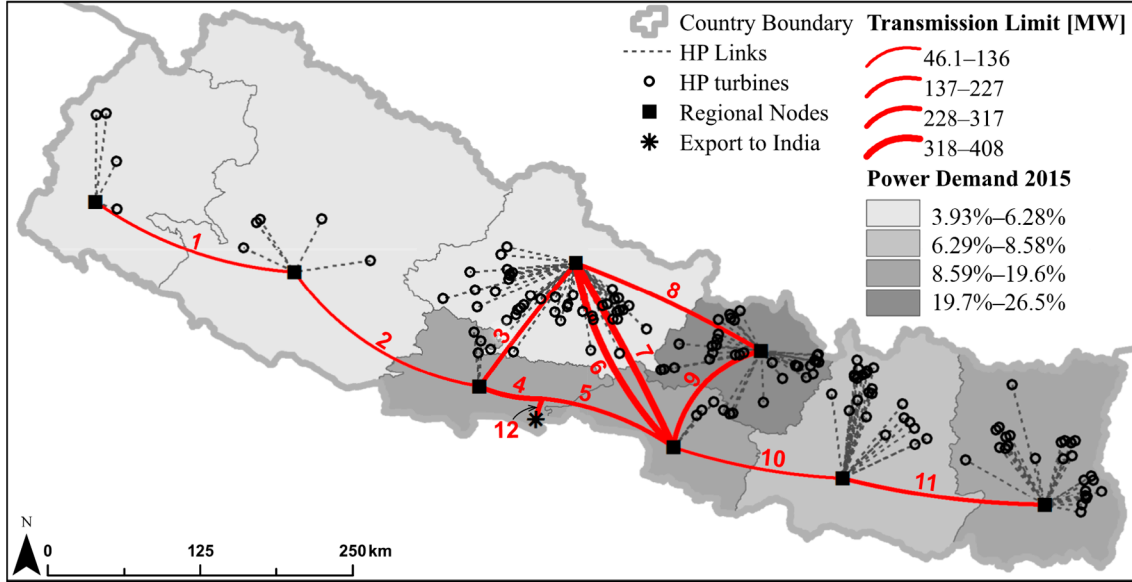 Country Boundary
HP Links
HP turbines
Regional Nodes
Export to India
Transmission Limit [MW]
46.1–136
137–227
228–317
318–408
Power Demand 2015
3.93%–6.28%
6.29%–8.58%
8.59%–19.6%
19.7%–26.5%
1
2
3
4
5
6
7
8
9
10
11
12
N
0 125 250 km